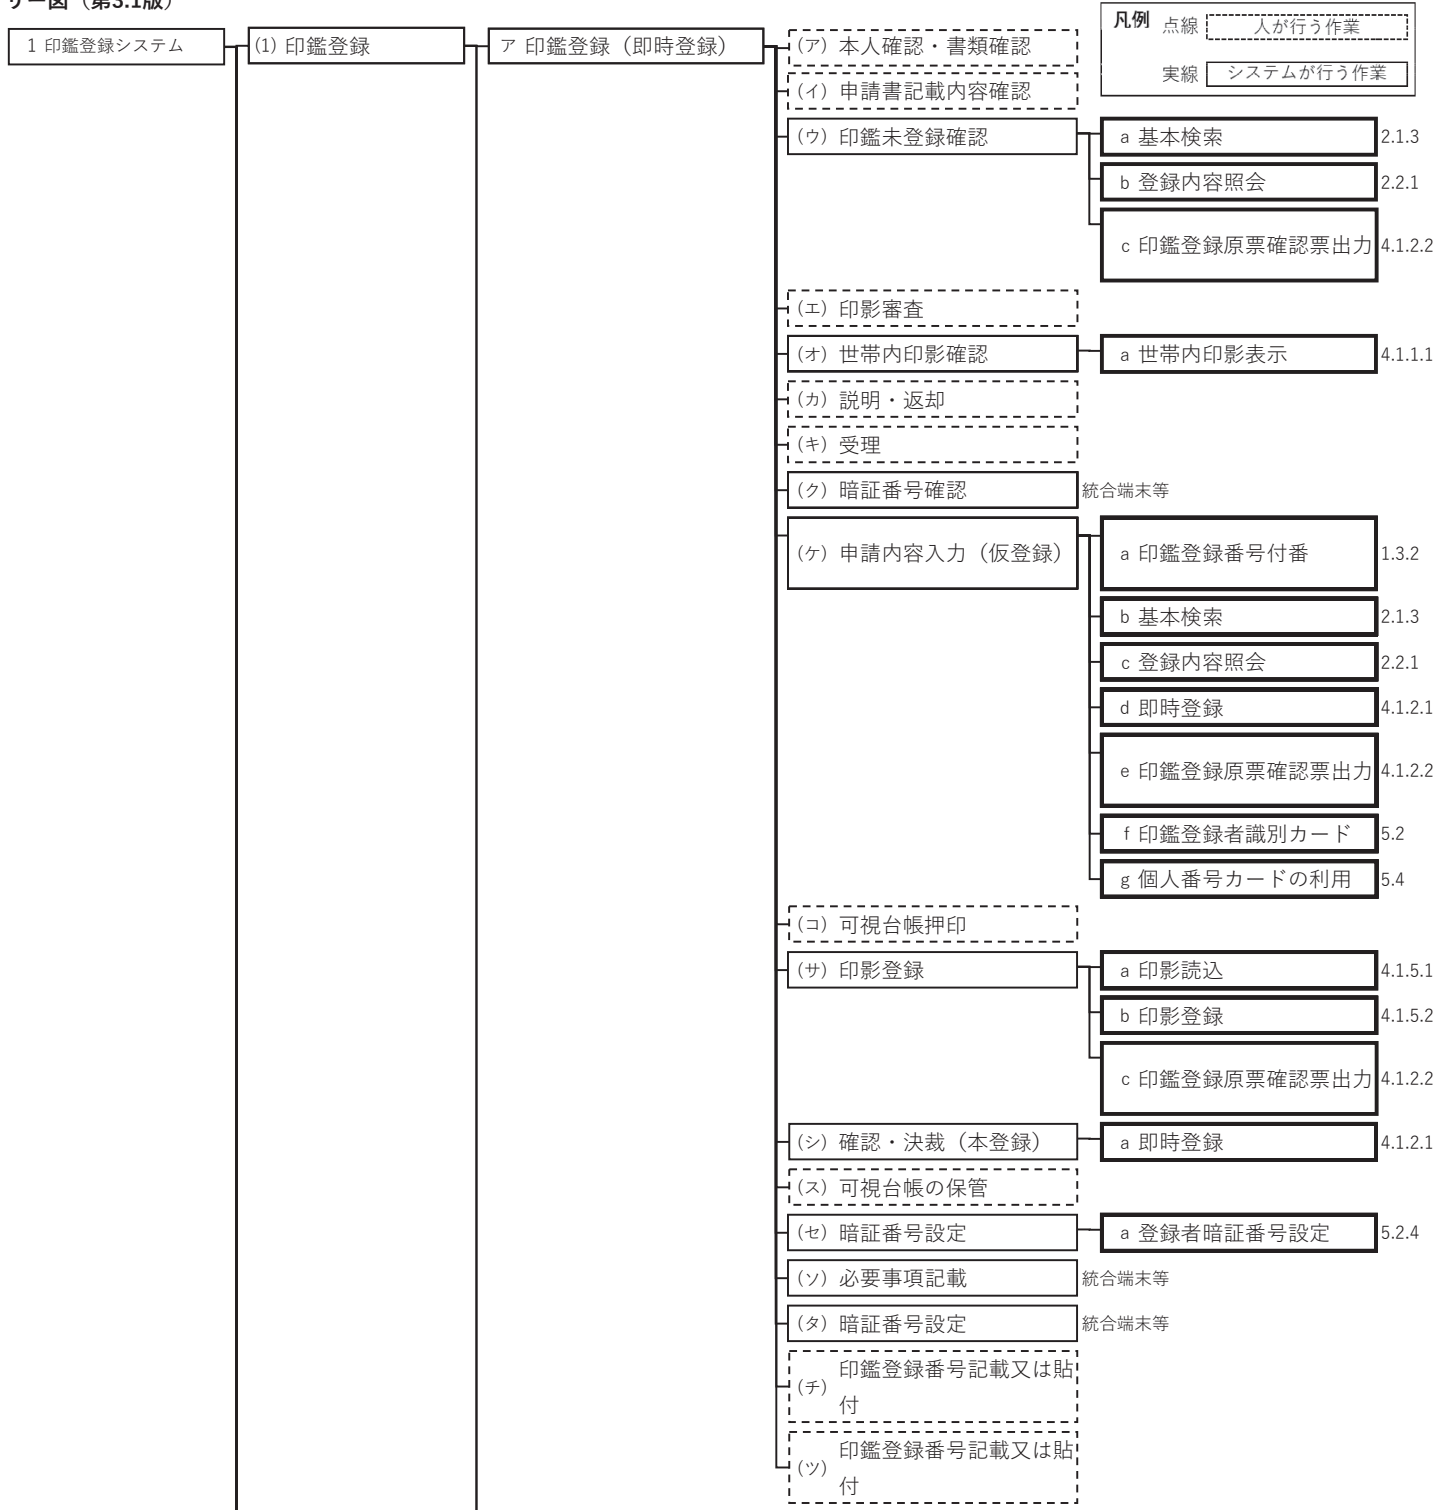 リー図（第3.1版）
凡例 点線 人が行う作業
実線 システムが行う作業
1 印鑑登録システム (1) 印鑑登録 ア 印鑑登録（即時登録） (ア) 本人確認・書類確認
(イ) 申請書記載内容確認
(ウ) 印鑑未登録確認 a 基本検索 2.1.3
b 登録内容照会 2.2.1
c 印鑑登録原票確認票出力 4.1.2.2
(エ) 印影審査
(オ) 世帯内印影確認 a 世帯内印影表示 4.1.1.1
(カ) 説明・返却
(キ) 受理
(ク) 暗証番号確認 統合端末等
(ケ) 申請内容入力（仮登録） a 印鑑登録番号付番 1.3.2
b 基本検索 2.1.3
c 登録内容照会 2.2.1
d 即時登録 4.1.2.1
e 印鑑登録原票確認票出力 4.1.2.2
f 印鑑登録者識別カード 5.2
g 個人番号カードの利用 5.4
(コ) 可視台帳押印
(サ) 印影登録 a 印影読込 4.1.5.1
b 印影登録 4.1.5.2
c 印鑑登録原票確認票出力 4.1.2.2
(シ) 確認・決裁（本登録） a 即時登録 4.1.2.1
(ス) 可視台帳の保管
(セ) 暗証番号設定 a 登録者暗証番号設定 5.2.4
(ソ) 必要事項記載 統合端末等
(タ) 暗証番号設定 統合端末等
(チ) 印鑑登録番号記載又は貼
付
(ツ) 印鑑登録番号記載又は貼
付